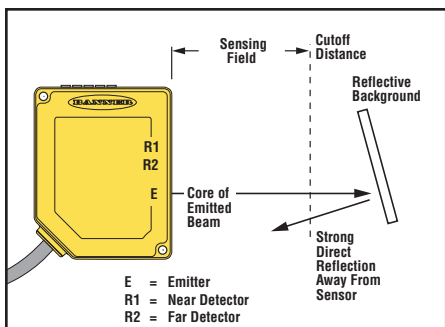 Sensing
Field
Cutoff
Distance
Reflective
Background
BANNER
R1
R2
E
Core of
Emitted
Beam
Strong
Direct
Reflection
Away From
Sensor
E = Emitter
R1 = Near Detector
R2 = Far Detector